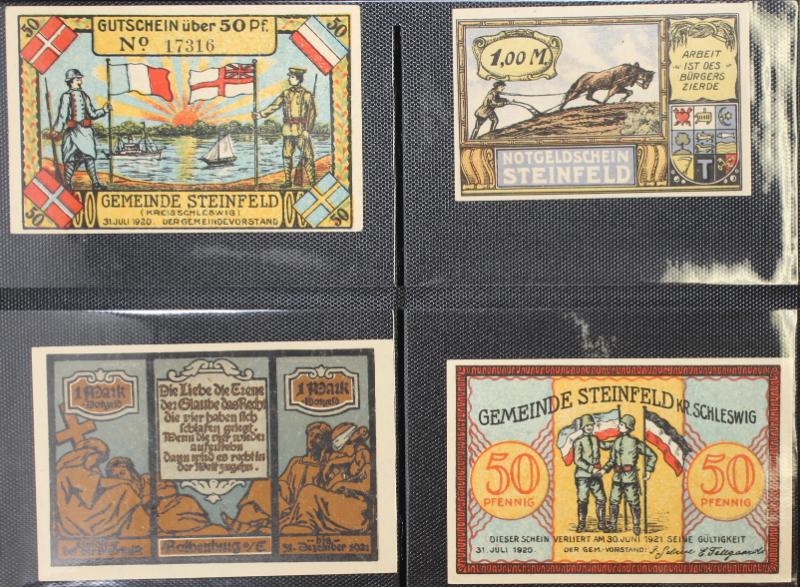 50
GUTSCHEIN über 50 Pf.
50
No 17316
50
GEMEINDE STEINFELD
50
(KREIS SCHLESWIG)
31. JULI 1920. DER GEMEINDEVORSTAND
1,00 M.
ARBEIT
IST DES
BÜRGERS
ZIERDE
NOTGELDSCHEIN
STEINFELD
T
1 Mark
Notgeld
Die Liebe die Treue
der Glaube das Recht
die vier haben sich
schlafen gelegt.
Wenn die vier wieder
auferstehn
dann wird es recht in
der Welt zugehn.
1 Mark
Notgeld
Rothenburg o/T.
bis
31. Dezember 1921
GEMEINDE STEINFELD KR. SCHLESWIG
50
PFENNIG
50
PFENNIG
DIESER SCHEIN VERLIERT AM 30. JUNI 1921 SEINE GÜLTIGKEIT
31. JULI 1920. DER GEM.-VORSTAND: